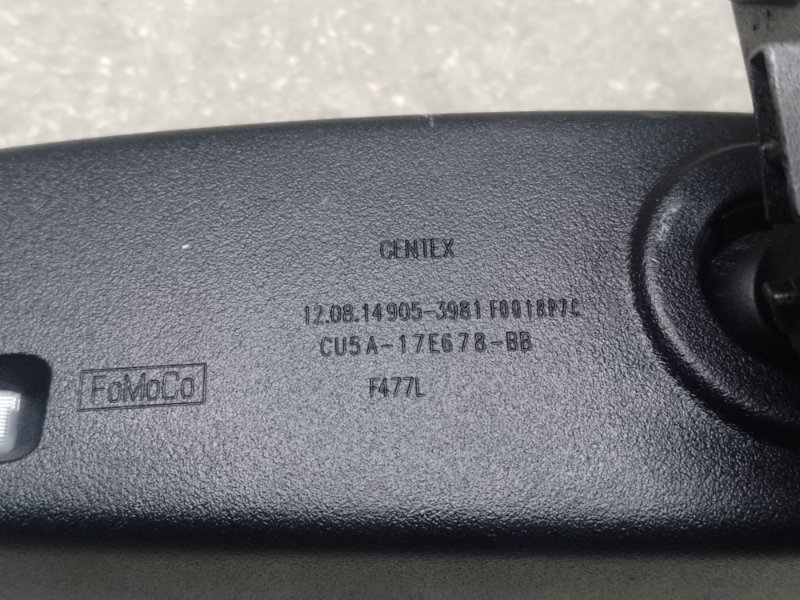 GENTEX
12.08.14905-3981 F0018P7C
CU5A-17E678-BB
FoMoCo
F477L